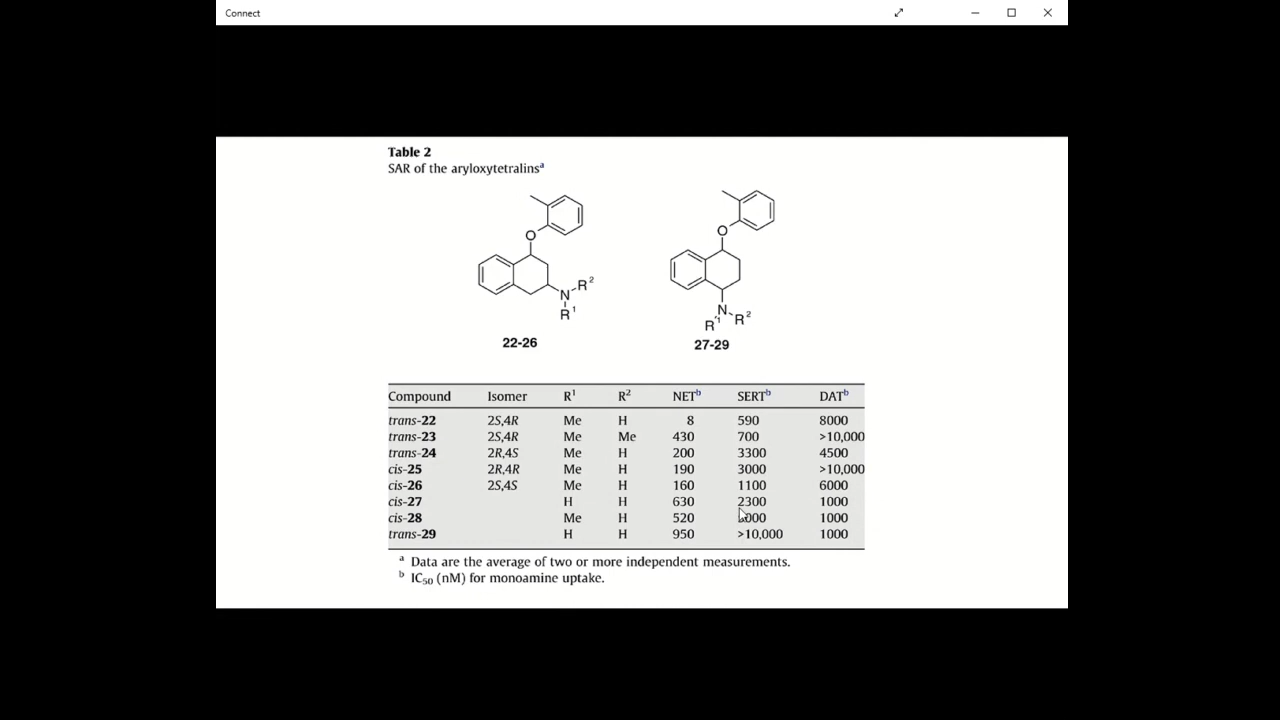 Connect
Table 2
SAR of the aryloxytetralinsᵃ
O
N
R²
R¹
22-26
O
N
R¹
R²
27-29
Compound Isomer R¹ R² NETᵇ SERTᵇ DATᵇ
trans-22 2S,4R Me H 8 590 8000
trans-23 2S,4R Me Me 430 700 >10,000
trans-24 2R,4S Me H 200 3300 4500
cis-25 2R,4R Me H 190 3000 >10,000
cis-26 2S,4S Me H 160 1100 6000
cis-27 H H 630 2300 1000
cis-28 Me H 520 1000
trans-29 H H 950 >10,000 1000
ᵃ Data are the average of two or more independent measurements.
ᵇ IC₅₀ (nM) for monoamine uptake.